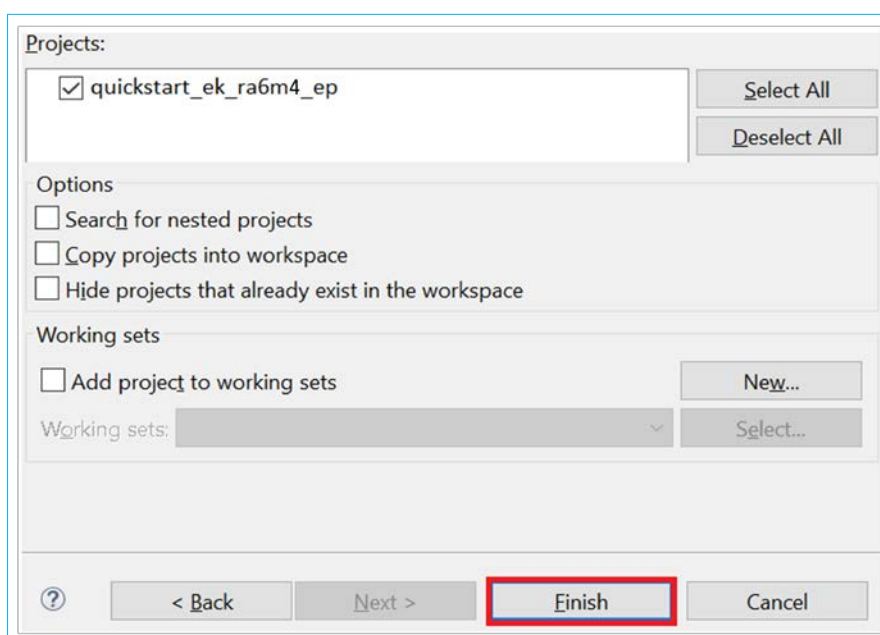 Projects:
quickstart_ek_ra6m4_ep
Select All
Deselect All
Options
Search for nested projects
Copy projects into workspace
Hide projects that already exist in the workspace
Working sets
Add project to working sets
New...
Working sets:
Select...
< Back
Next >
Finish
Cancel